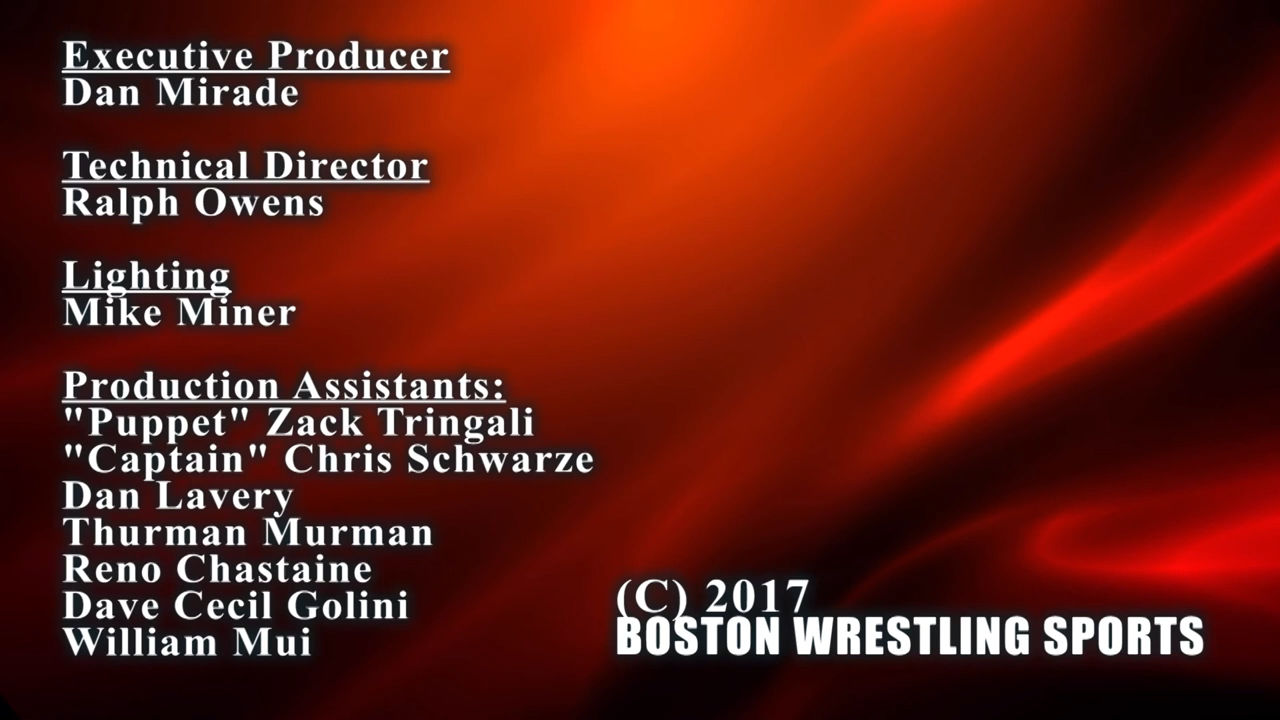 Executive Producer
Dan Mirade
Technical Director
Ralph Owens
Lighting
Mike Miner
Production Assistants:
"Puppet" Zack Tringali
"Captain" Chris Schwarze
Dan Lavery
Thurman Murman
Reno Chastaine
Dave Cecil Golini
William Mui
(C) 2017
BOSTON WRESTLING SPORTS